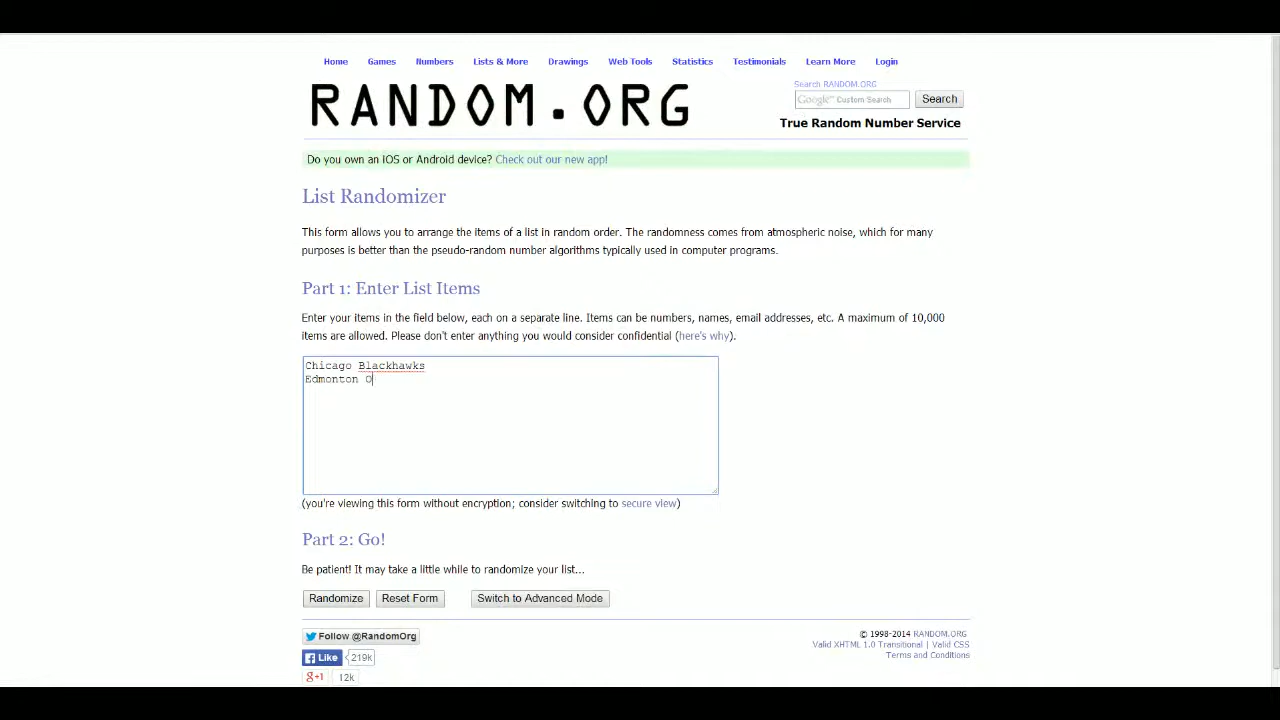 Home Games Numbers Lists & More Drawings Web Tools Statistics Testimonials Learn More Login
RANDOM.ORG
Search RANDOM.ORG
Google™ Custom Search Search
True Random Number Service
Do you own an iOS or Android device? Check out our new app!
List Randomizer
This form allows you to arrange the items of a list in random order. The randomness comes from atmospheric noise, which for many
purposes is better than the pseudo-random number algorithms typically used in computer programs.
Part 1: Enter List Items
Enter your items in the field below, each on a separate line. Items can be numbers, names, email addresses, etc. A maximum of 10,000
items are allowed. Please don't enter anything you would consider confidential (here's why).
Chicago Blackhawks
Edmonton O
(you're viewing this form without encryption; consider switching to secure view)
Part 2: Go!
Be patient! It may take a little while to randomize your list...
Randomize Reset Form Switch to Advanced Mode
Follow @RandomOrg
© 1998-2014 RANDOM.ORG
Valid XHTML 1.0 Transitional | Valid CSS
Terms and Conditions
Like 219k
g+1 12k